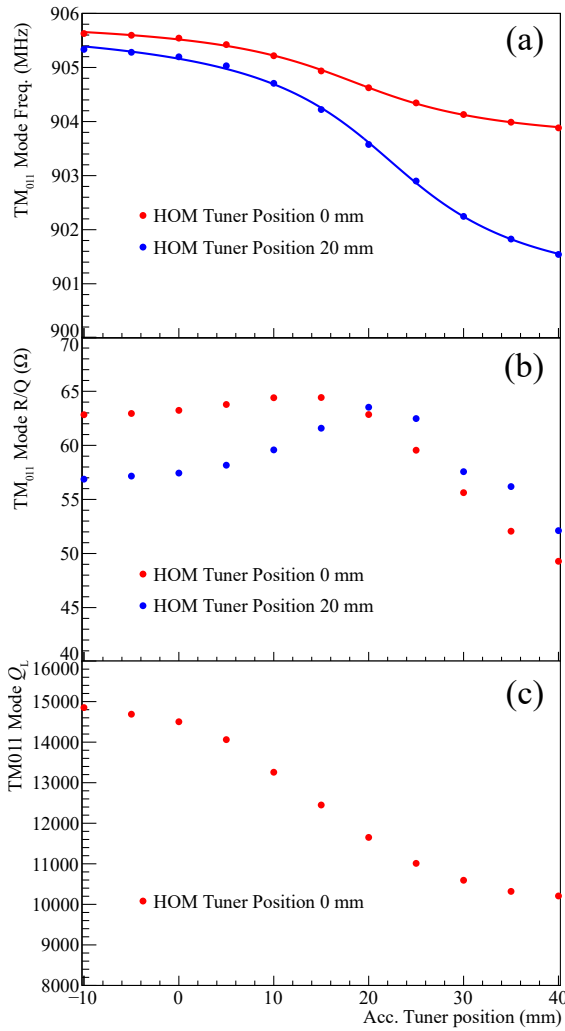 (a)
TM011 Mode Freq. (MHz)
906
905
904
903
902
901
900
HOM Tuner Position 0 mm
HOM Tuner Position 20 mm
(b)
TM011 Mode R/Q (Ω)
70
65
60
55
50
45
40
HOM Tuner Position 0 mm
HOM Tuner Position 20 mm
(c)
TM011 Mode QL
16000
15000
14000
13000
12000
11000
10000
9000
8000
HOM Tuner Position 0 mm
−10 0 10 20 30 40
Acc. Tuner position (mm)